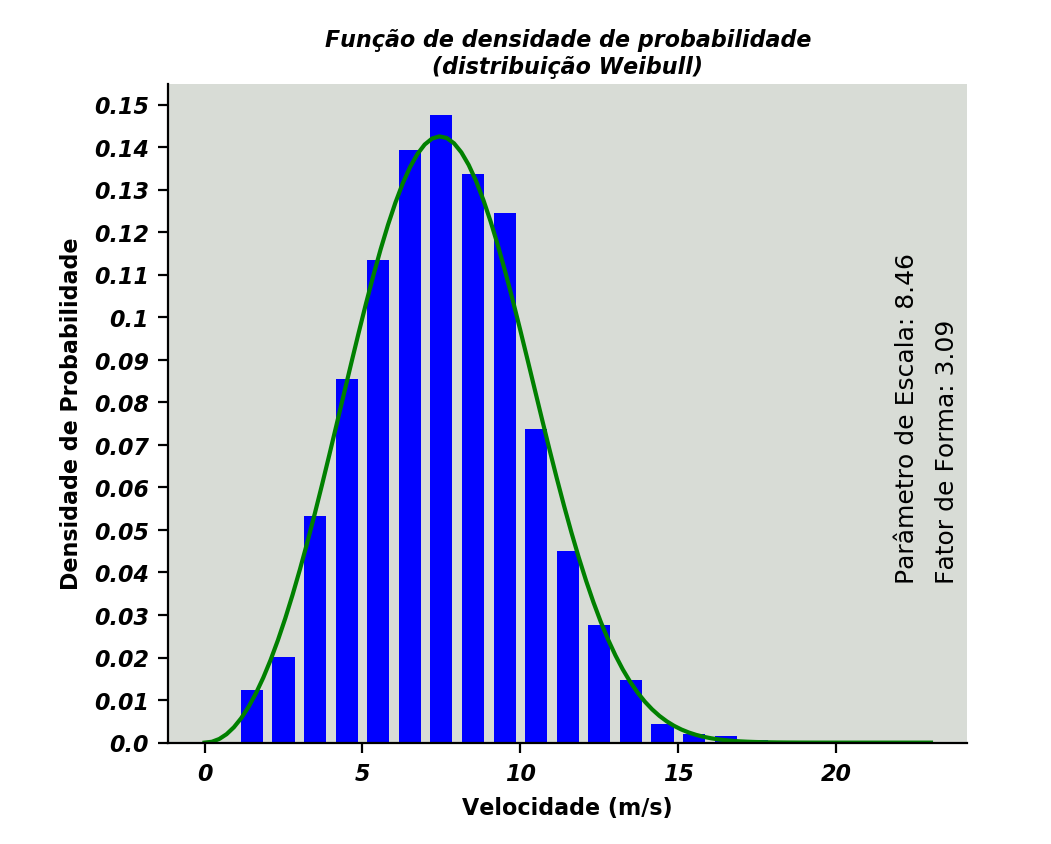 Função de densidade de probabilidade
(distribuição Weibull)
Densidade de Probabilidade
0.15
0.14
0.13
0.12
0.11
0.1
0.09
0.08
0.07
0.06
0.05
0.04
0.03
0.02
0.01
0.0
0 5 10 15 20
Velocidade (m/s)
Parâmetro de Escala: 8.46
Fator de Forma: 3.09